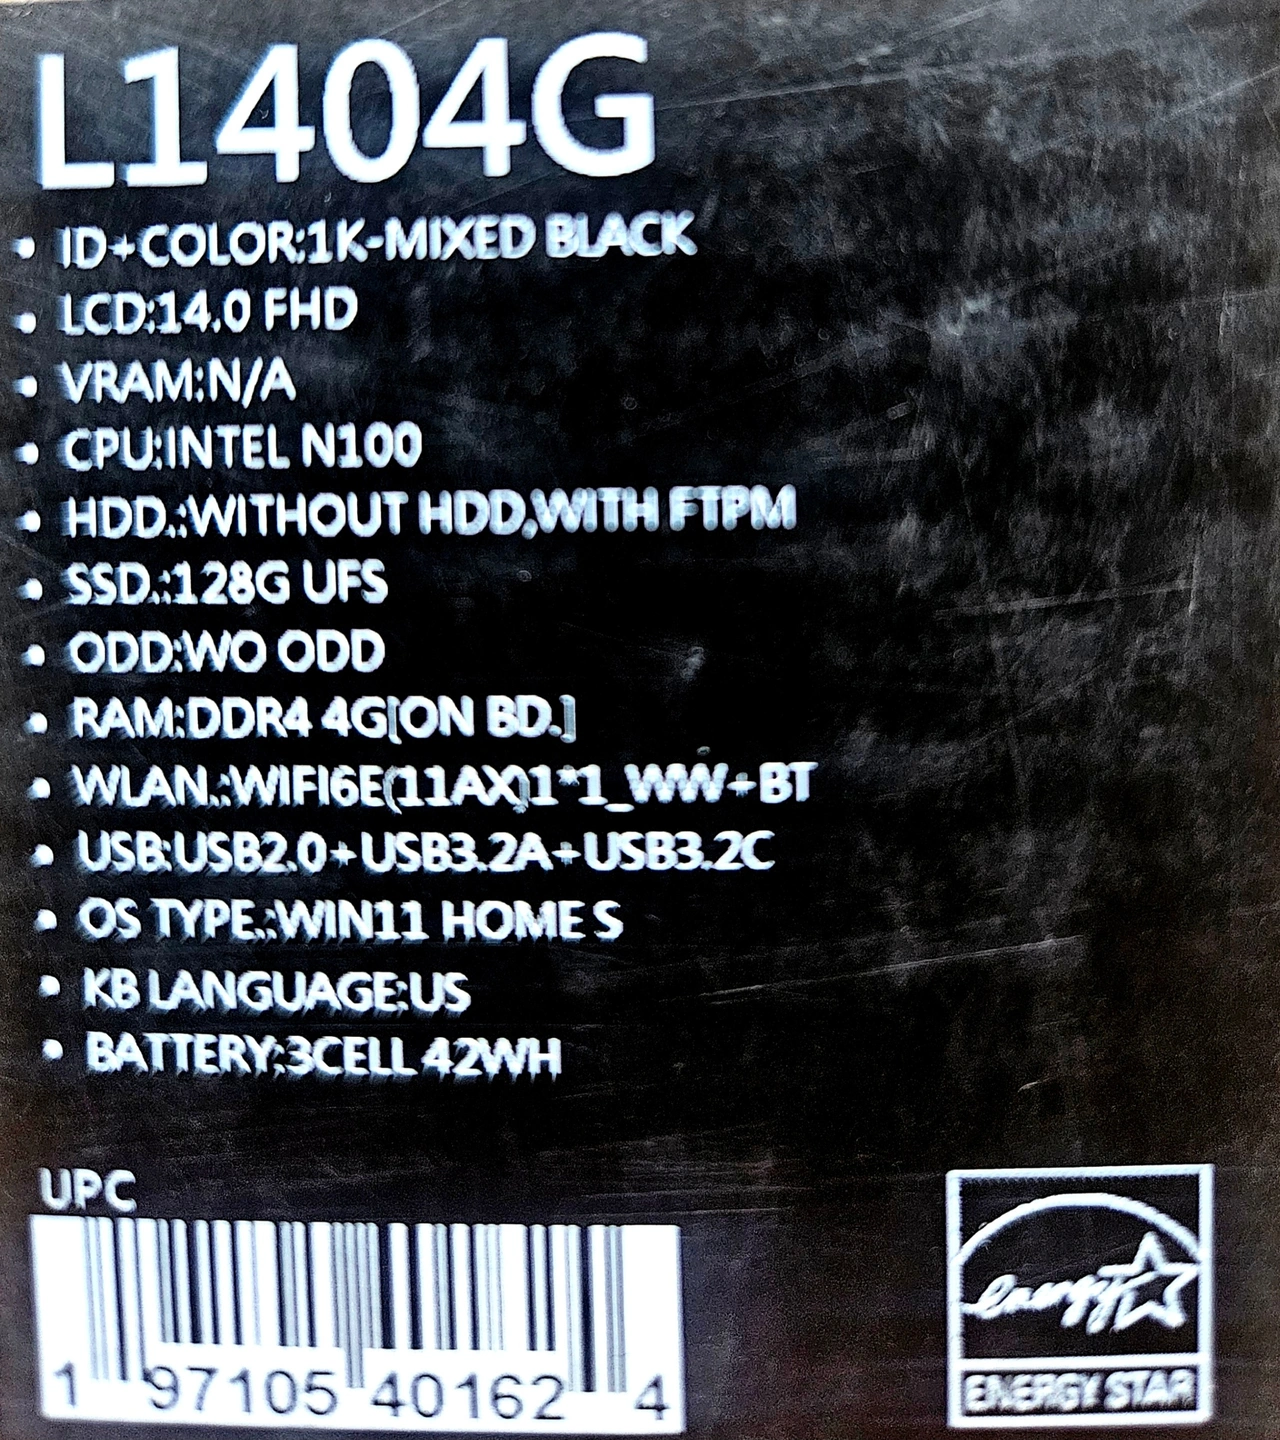 L1404G
• ID+COLOR:1K-MIXED BLACK
• LCD:14.0 FHD
• VRAM:N/A
• CPU:INTEL N100
• HDD.:WITHOUT HDD,WITH FTPM
• SSD.:128G UFS
• ODD:WO ODD
• RAM:DDR4 4G[ON BD.]
• WLAN.:WIFI6E(11AX)1*1_WW+BT
• USB:USB2.0+USB3.2A+USB3.2C
• OS TYPE.:WIN11 HOME S
• KB LANGUAGE:US
• BATTERY:3CELL 42WH
UPC
1 97105 40162 4
energy
ENERGY STAR